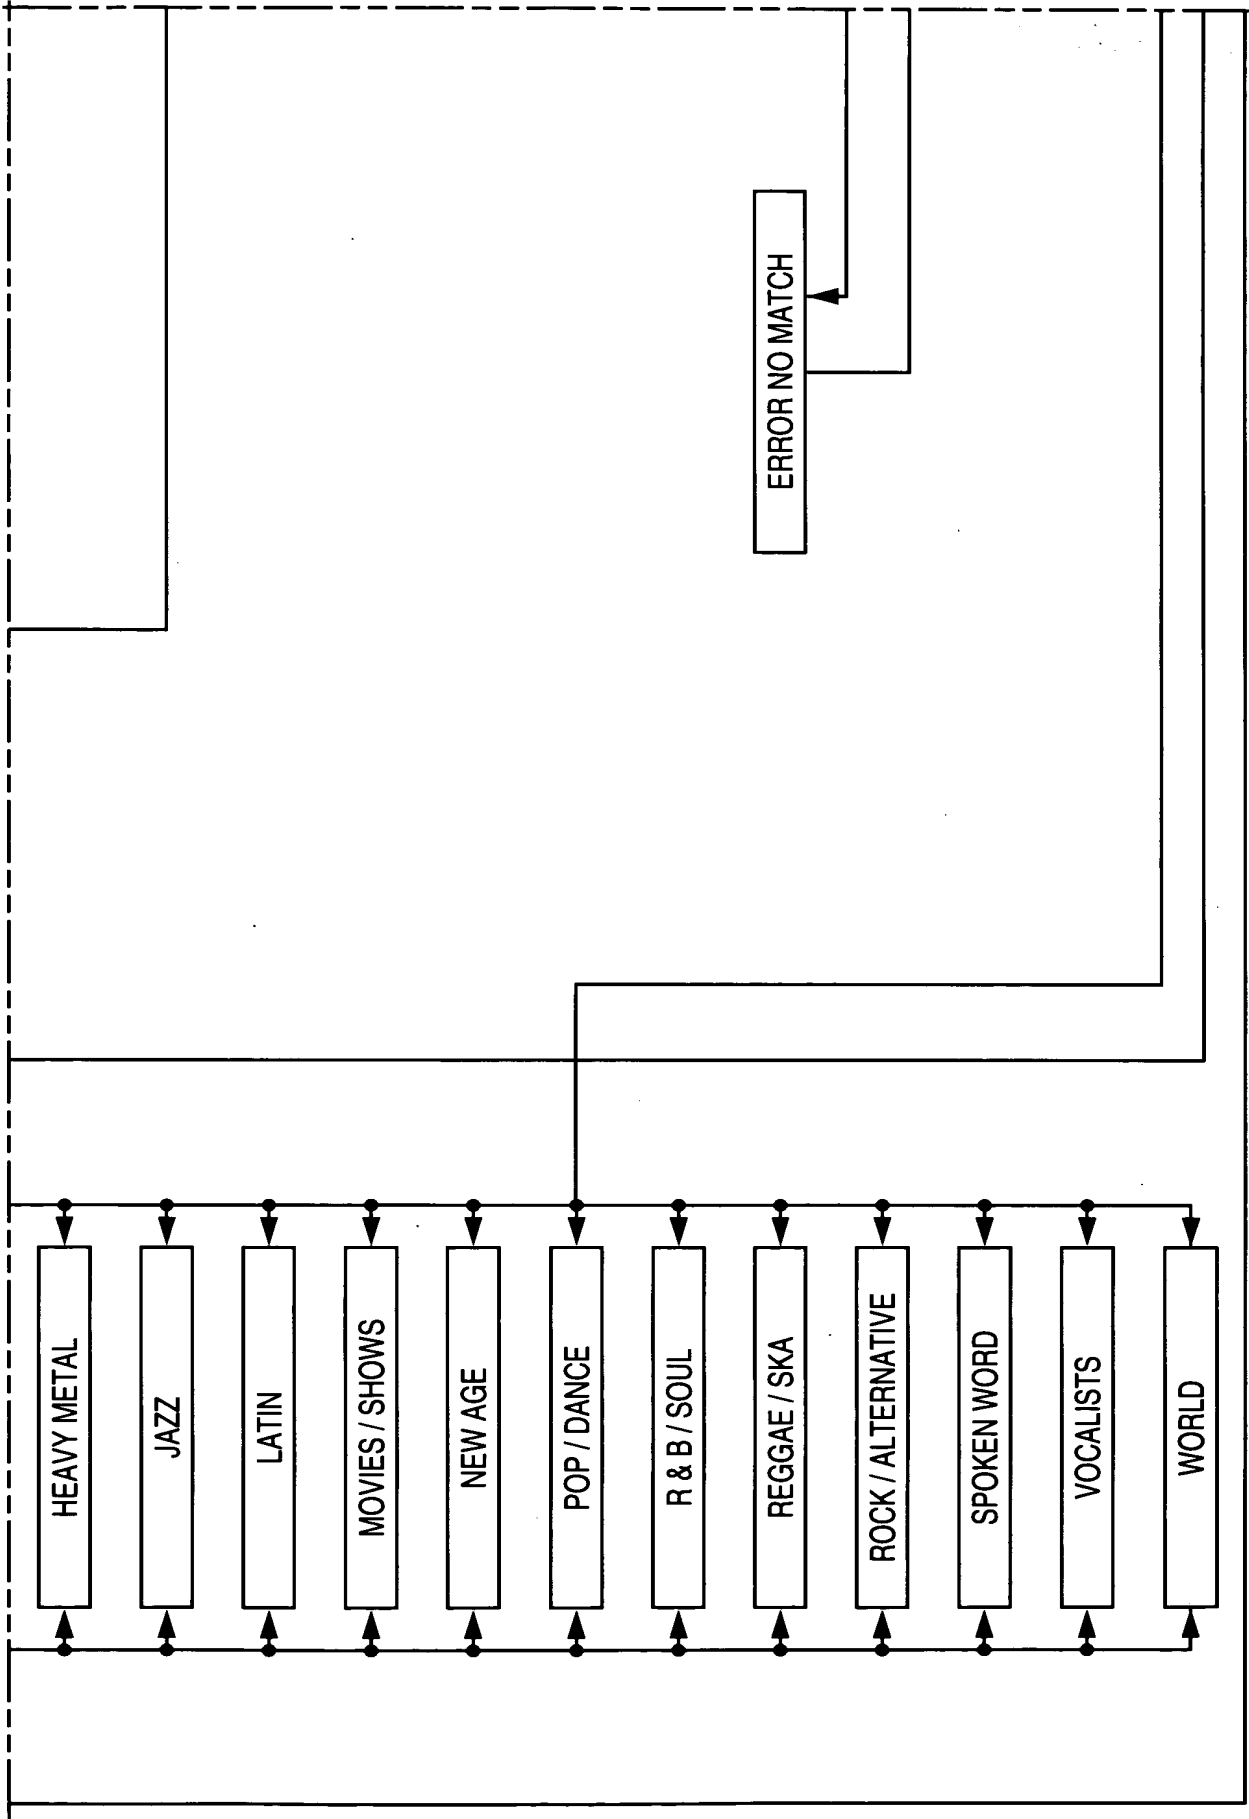 HEAVY METAL
JAZZ
LATIN
MOVIES / SHOWS
NEW AGE
POP / DANCE
R & B / SOUL
REGGAE / SKA
ROCK / ALTERNATIVE
SPOKEN WORD
VOCALISTS
WORLD
ERROR NO MATCH